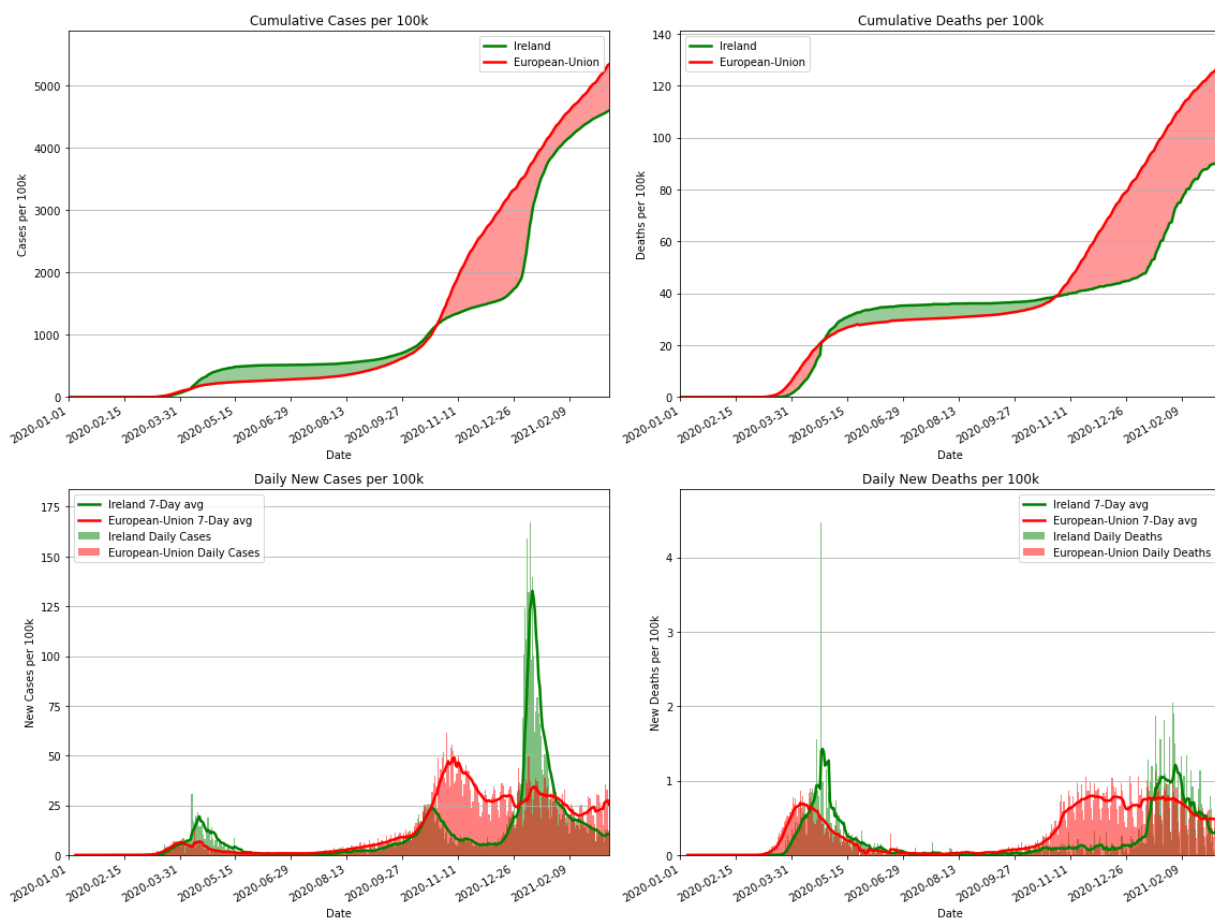 Cumulative Cases per 100k
Ireland
European-Union
5000
4000
3000
2000
1000
0
Cases per 100k
2020-01-01
2020-02-15
2020-03-31
2020-05-15
2020-06-29
2020-08-13
2020-09-27
2020-11-11
2020-12-26
2021-02-09
Date
Cumulative Deaths per 100k
Ireland
European-Union
140
120
100
80
60
40
20
0
Deaths per 100k
2020-01-01
2020-02-15
2020-03-31
2020-05-15
2020-06-29
2020-08-13
2020-09-27
2020-11-11
2020-12-26
2021-02-09
Date
Daily New Cases per 100k
Ireland 7-Day avg
European-Union 7-Day avg
Ireland Daily Cases
European-Union Daily Cases
175
150
125
100
75
50
25
0
New Cases per 100k
2020-01-01
2020-02-15
2020-03-31
2020-05-15
2020-06-29
2020-08-13
2020-09-27
2020-11-11
2020-12-26
2021-02-09
Date
Daily New Deaths per 100k
Ireland 7-Day avg
European-Union 7-Day avg
Ireland Daily Deaths
European-Union Daily Deaths
4
3
2
1
0
New Deaths per 100k
2020-01-01
2020-02-15
2020-03-31
2020-05-15
2020-06-29
2020-08-13
2020-09-27
2020-11-11
2020-12-26
2021-02-09
Date